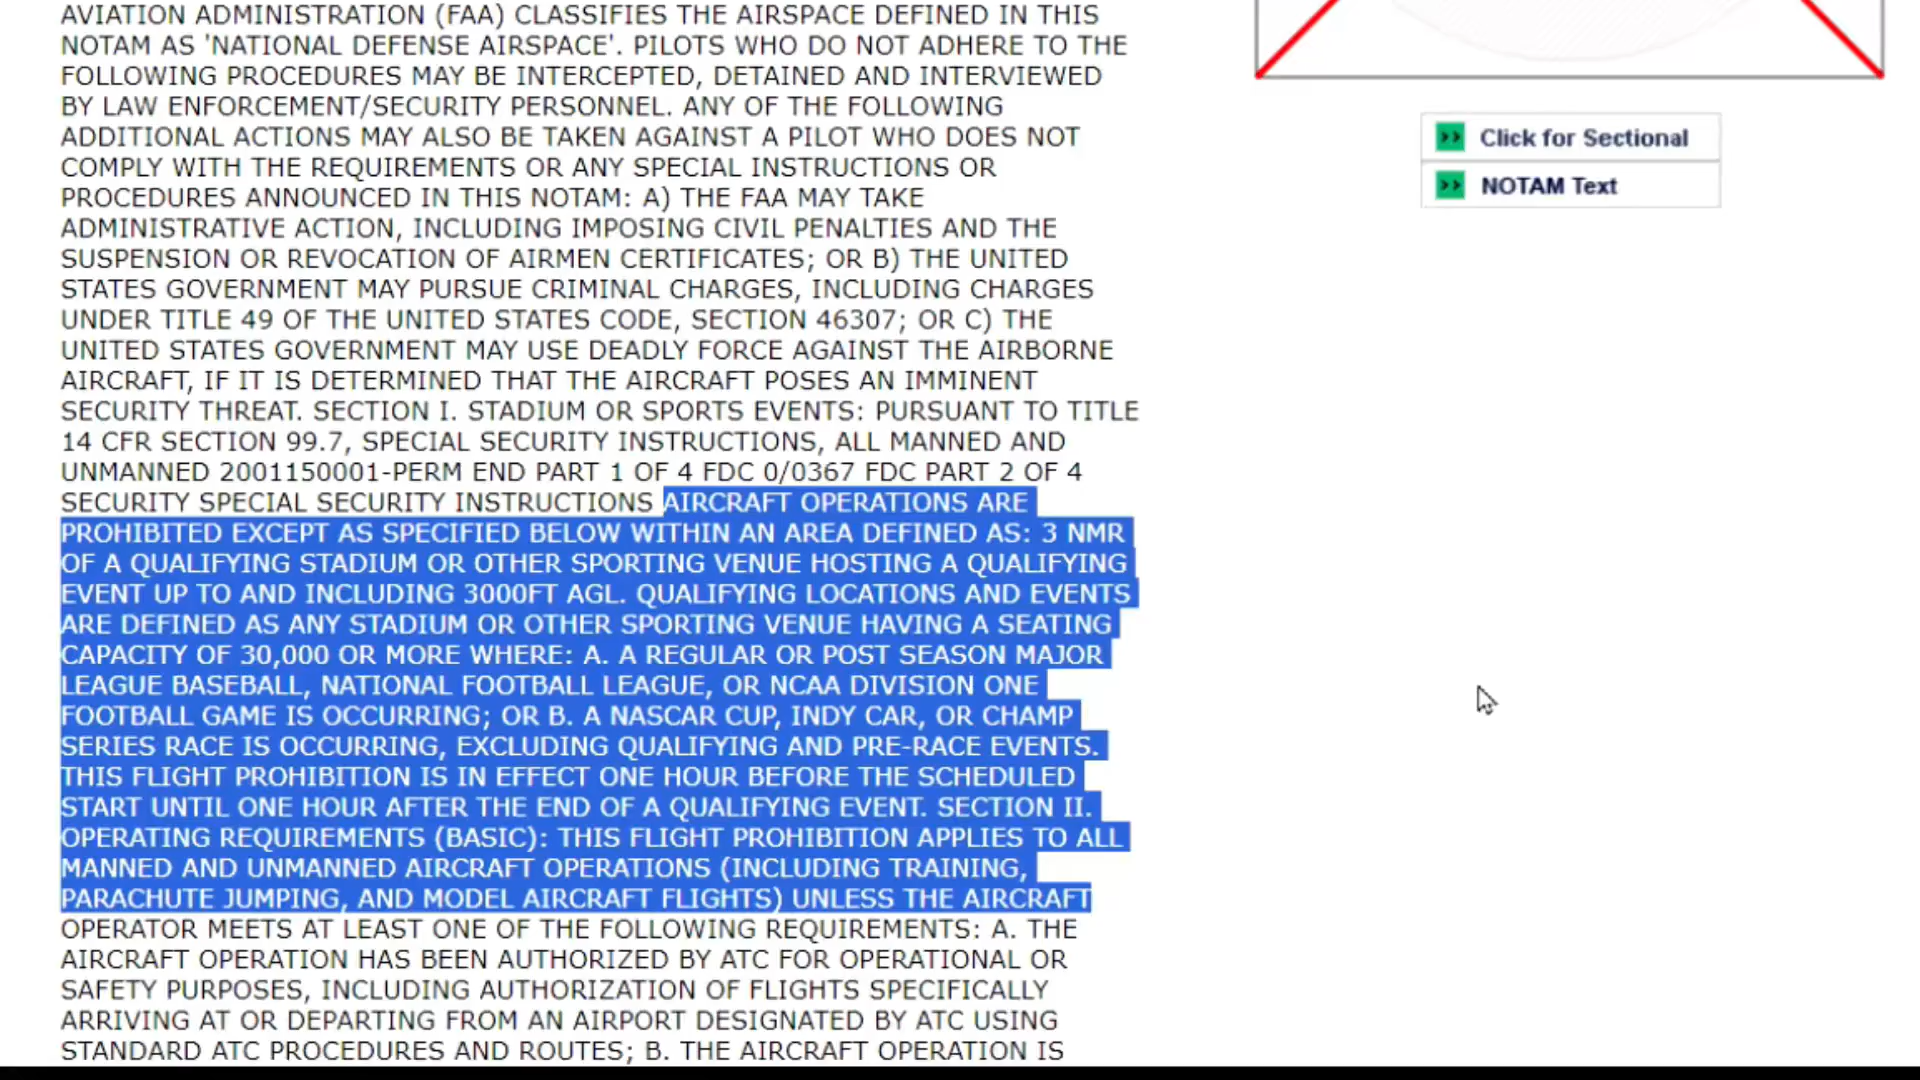 AVIATION ADMINISTRATION (FAA) CLASSIFIES THE AIRSPACE DEFINED IN THIS
NOTAM AS 'NATIONAL DEFENSE AIRSPACE'. PILOTS WHO DO NOT ADHERE TO THE
FOLLOWING PROCEDURES MAY BE INTERCEPTED, DETAINED AND INTERVIEWED
BY LAW ENFORCEMENT/SECURITY PERSONNEL. ANY OF THE FOLLOWING
ADDITIONAL ACTIONS MAY ALSO BE TAKEN AGAINST A PILOT WHO DOES NOT
COMPLY WITH THE REQUIREMENTS OR ANY SPECIAL INSTRUCTIONS OR
PROCEDURES ANNOUNCED IN THIS NOTAM: A) THE FAA MAY TAKE
ADMINISTRATIVE ACTION, INCLUDING IMPOSING CIVIL PENALTIES AND THE
SUSPENSION OR REVOCATION OF AIRMEN CERTIFICATES; OR B) THE UNITED
STATES GOVERNMENT MAY PURSUE CRIMINAL CHARGES, INCLUDING CHARGES
UNDER TITLE 49 OF THE UNITED STATES CODE, SECTION 46307; OR C) THE
UNITED STATES GOVERNMENT MAY USE DEADLY FORCE AGAINST THE AIRBORNE
AIRCRAFT, IF IT IS DETERMINED THAT THE AIRCRAFT POSES AN IMMINENT
SECURITY THREAT. SECTION I. STADIUM OR SPORTS EVENTS: PURSUANT TO TITLE
14 CFR SECTION 99.7, SPECIAL SECURITY INSTRUCTIONS, ALL MANNED AND
UNMANNED 2001150001-PERM END PART 1 OF 4 FDC 0/0367 FDC PART 2 OF 4
SECURITY SPECIAL SECURITY INSTRUCTIONS AIRCRAFT OPERATIONS ARE
PROHIBITED EXCEPT AS SPECIFIED BELOW WITHIN AN AREA DEFINED AS: 3 NMR
OF A QUALIFYING STADIUM OR OTHER SPORTING VENUE HOSTING A QUALIFYING
EVENT UP TO AND INCLUDING 3000FT AGL. QUALIFYING LOCATIONS AND EVENTS
ARE DEFINED AS ANY STADIUM OR OTHER SPORTING VENUE HAVING A SEATING
CAPACITY OF 30,000 OR MORE WHERE: A. A REGULAR OR POST SEASON MAJOR
LEAGUE BASEBALL, NATIONAL FOOTBALL LEAGUE, OR NCAA DIVISION ONE
FOOTBALL GAME IS OCCURRING; OR B. A NASCAR CUP, INDY CAR, OR CHAMP
SERIES RACE IS OCCURRING, EXCLUDING QUALIFYING AND PRE-RACE EVENTS.
THIS FLIGHT PROHIBITION IS IN EFFECT ONE HOUR BEFORE THE SCHEDULED
START UNTIL ONE HOUR AFTER THE END OF A QUALIFYING EVENT. SECTION II.
OPERATING REQUIREMENTS (BASIC): THIS FLIGHT PROHIBITION APPLIES TO ALL
MANNED AND UNMANNED AIRCRAFT OPERATIONS (INCLUDING TRAINING,
PARACHUTE JUMPING, AND MODEL AIRCRAFT FLIGHTS) UNLESS THE AIRCRAFT
OPERATOR MEETS AT LEAST ONE OF THE FOLLOWING REQUIREMENTS: A. THE
AIRCRAFT OPERATION HAS BEEN AUTHORIZED BY ATC FOR OPERATIONAL OR
SAFETY PURPOSES, INCLUDING AUTHORIZATION OF FLIGHTS SPECIFICALLY
ARRIVING AT OR DEPARTING FROM AN AIRPORT DESIGNATED BY ATC USING
STANDARD ATC PROCEDURES AND ROUTES; B. THE AIRCRAFT OPERATION IS
>> Click for Sectional
>> NOTAM Text